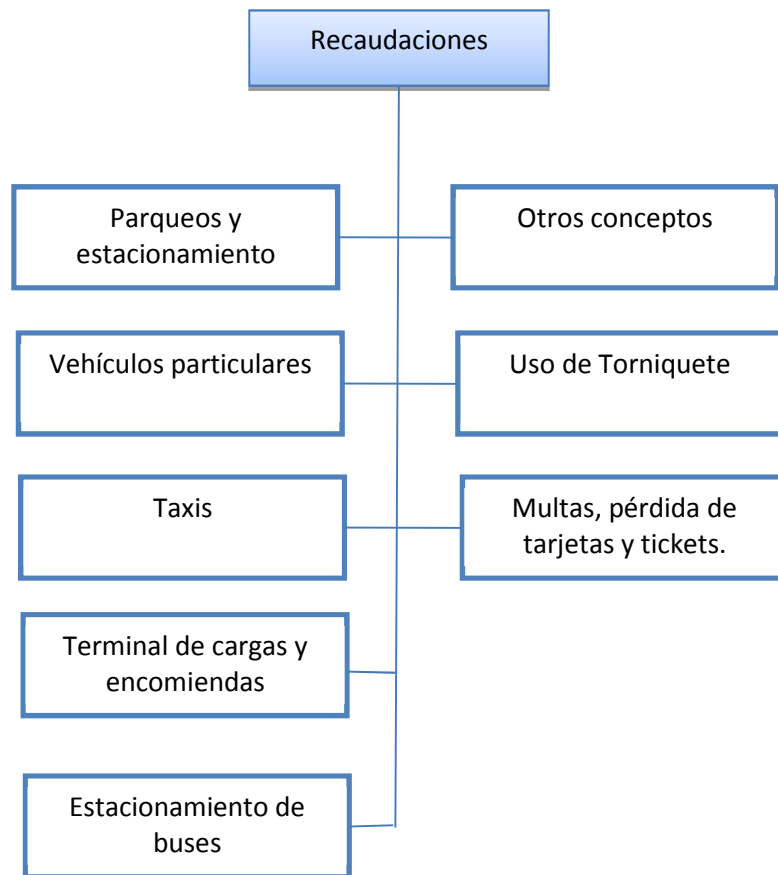 Recaudaciones
Parqueos y
estacionamiento
Otros conceptos
Vehículos particulares
Uso de Torniquete
Taxis
Multas, pérdida de
tarjetas y tickets.
Terminal de cargas y
encomiendas
Estacionamiento de
buses